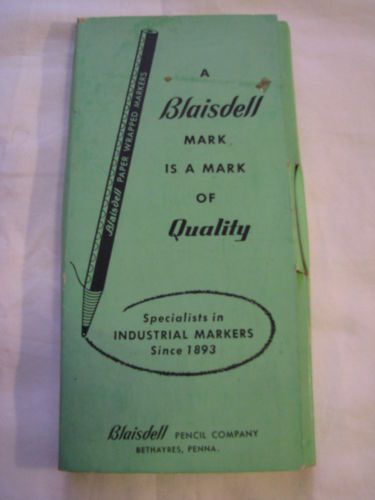 Blaisdell PAPER WRAPPED MARKERS
A
Blaisdell
MARK
IS A MARK
OF
Quality
Specialists in
INDUSTRIAL MARKERS
Since 1893
Blaisdell PENCIL COMPANY
BETHAYRES, PENNA.